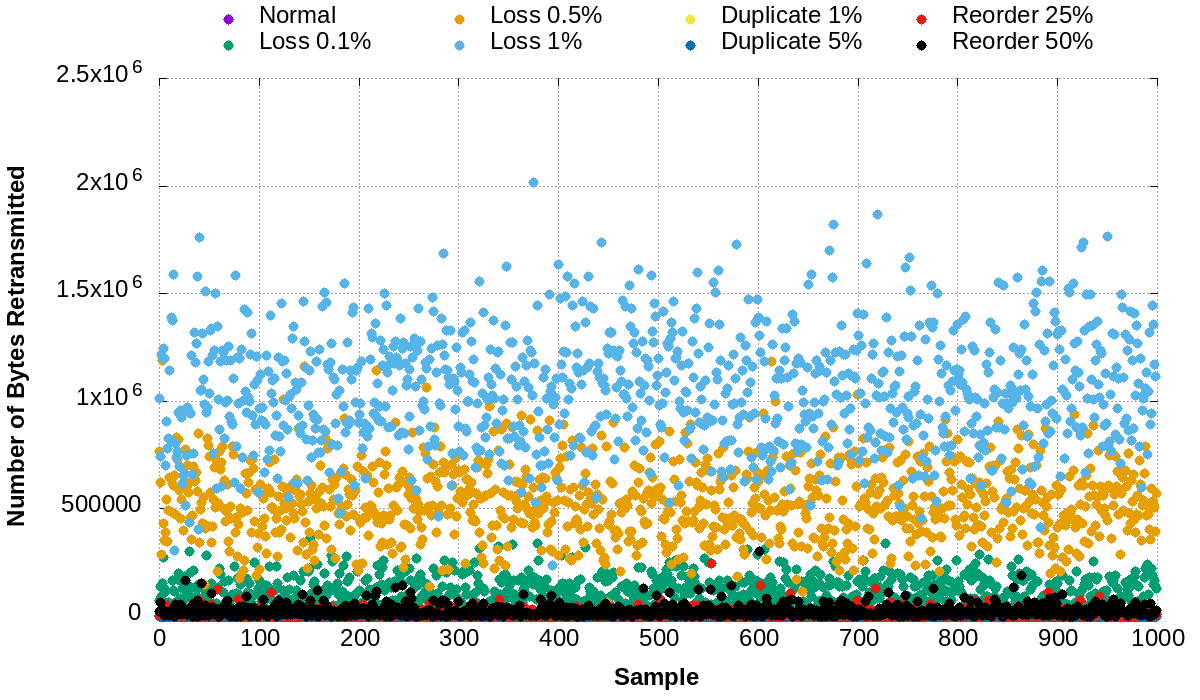 Normal Loss 0.5% Duplicate 1% Reorder 25%
Loss 0.1% Loss 1% Duplicate 5% Reorder 50%
2.5x10^6
2x10^6
1.5x10^6
1x10^6
500000
0
Number of Bytes Retransmitted
0 100 200 300 400 500 600 700 800 900 1000
Sample